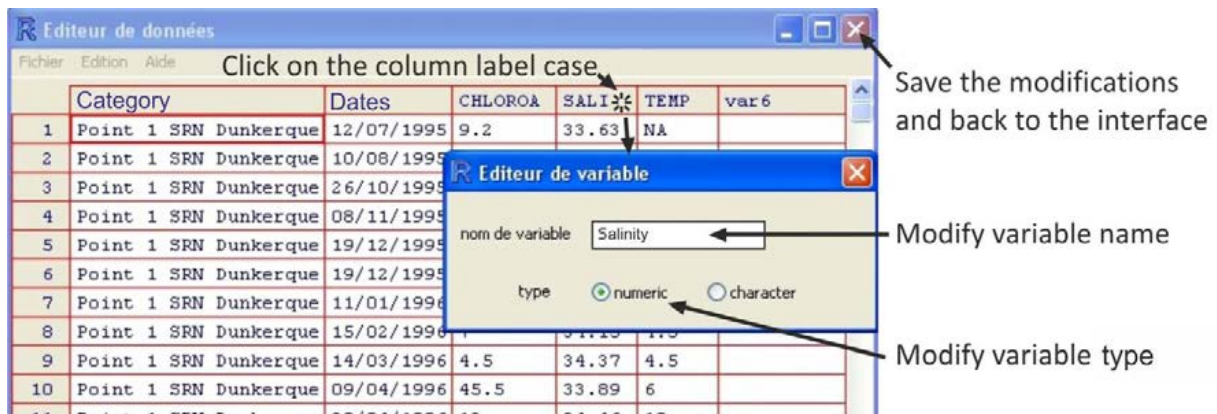 Editeur de données
Fichier Edition Aide
Click on the column label case
Save the modifications
and back to the interface
Category Dates CHLOROA SALI TEMP var6
1 Point 1 SRN Dunkerque 12/07/1995 9.2 33.63 NA
2 Point 1 SRN Dunkerque 10/08/1995
3 Point 1 SRN Dunkerque 26/10/1995
4 Point 1 SRN Dunkerque 08/11/1995
5 Point 1 SRN Dunkerque 19/12/1995
6 Point 1 SRN Dunkerque 19/12/1995
7 Point 1 SRN Dunkerque 11/01/1996
8 Point 1 SRN Dunkerque 15/02/1996
9 Point 1 SRN Dunkerque 14/03/1996 4.5 34.37 4.5
10 Point 1 SRN Dunkerque 09/04/1996 45.5 33.89 6
Editeur de variable
nom de variable Salinity
type numeric character
Modify variable name
Modify variable type